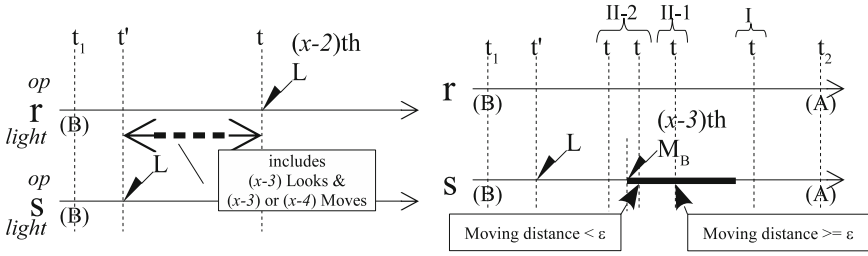 t1 t' t (x-2)th
L
op
r (B)
light
L
includes
(x-3) Looks &
(x-3) or (x-4) Moves
op
s (B)
light
II-2 II-1 I
t1 t' t t t t t2
r (B) (A)
(x-3)th
L MB
s (B) (A)
Moving distance < ε
Moving distance >= ε